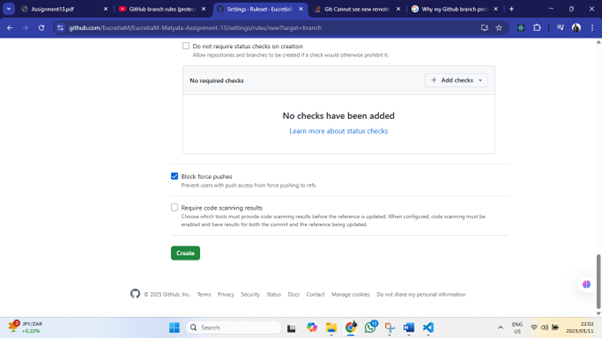 Assignment13.pdf
GitHub branch rules (protec
Settings · Ruleset · Eucretia
Git: Cannot see new remote
Why my Github branch prot
github.com/EucretiaM/EucretiaM-Matyala-Assignment-13/settings/rules/new?target=branch
Do not require status checks on creation
Allow repositories and branches to be created if a check would otherwise prohibit it.
No required checks
Add checks
No checks have been added
Learn more about status checks
Block force pushes
Prevent users with push access from force pushing to refs.
Require code scanning results
Choose which tools must provide code scanning results before the reference is updated. When configured, code scanning must be
enabled and have results for both the commit and the reference being updated.
Create
© 2025 GitHub, Inc. Terms Privacy Security Status Docs Contact Manage cookies Do not share my personal information
JPY/ZAR
+0,22%
Search
ENG
US
22:02
2025/05/11